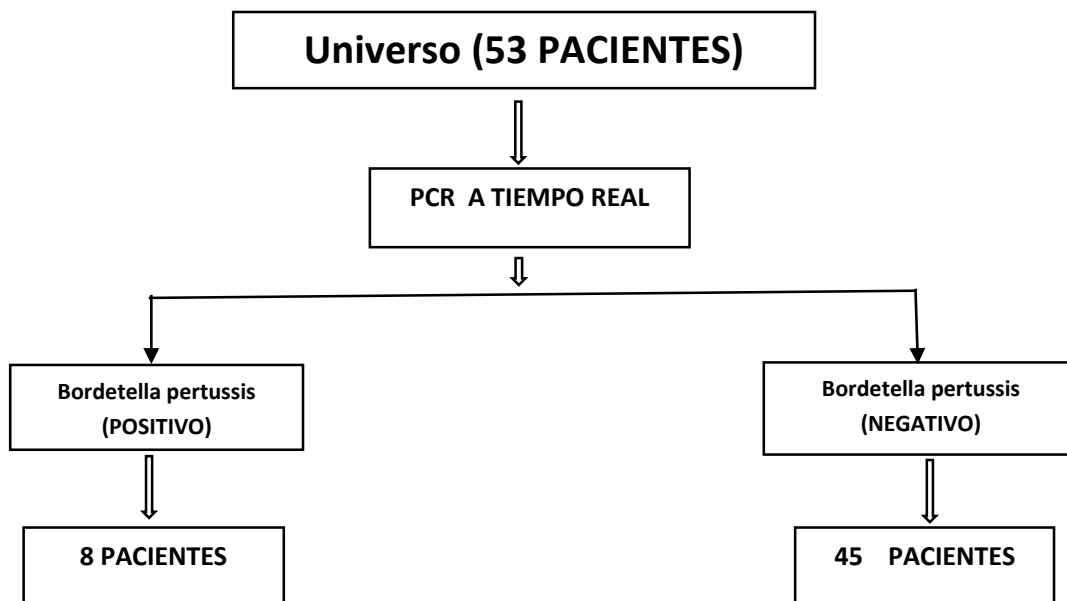 Universo (53 PACIENTES)
PCR A TIEMPO REAL
Bordetella pertussis
(POSITIVO)
Bordetella pertussis
(NEGATIVO)
8 PACIENTES
45 PACIENTES